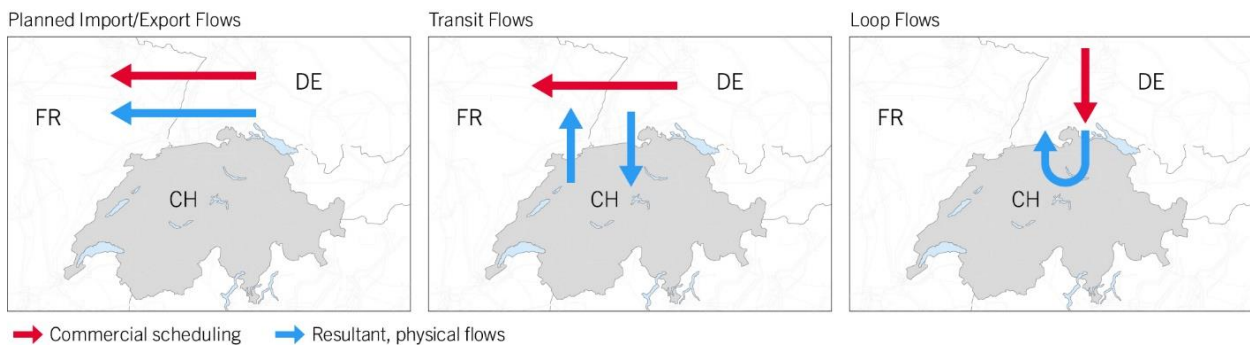 Planned Import/Export Flows
Transit Flows
Loop Flows
FR
DE
CH
FR
DE
CH
FR
DE
CH
Commercial scheduling
Resultant, physical flows